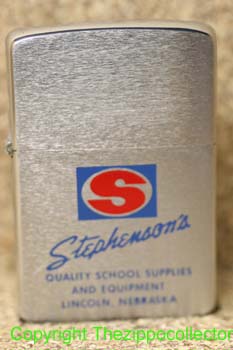 S
Stephenson's
QUALITY SCHOOL SUPPLIES
AND EQUIPMENT
LINCOLN, NEBRASKA
Copyright Thezippocollector